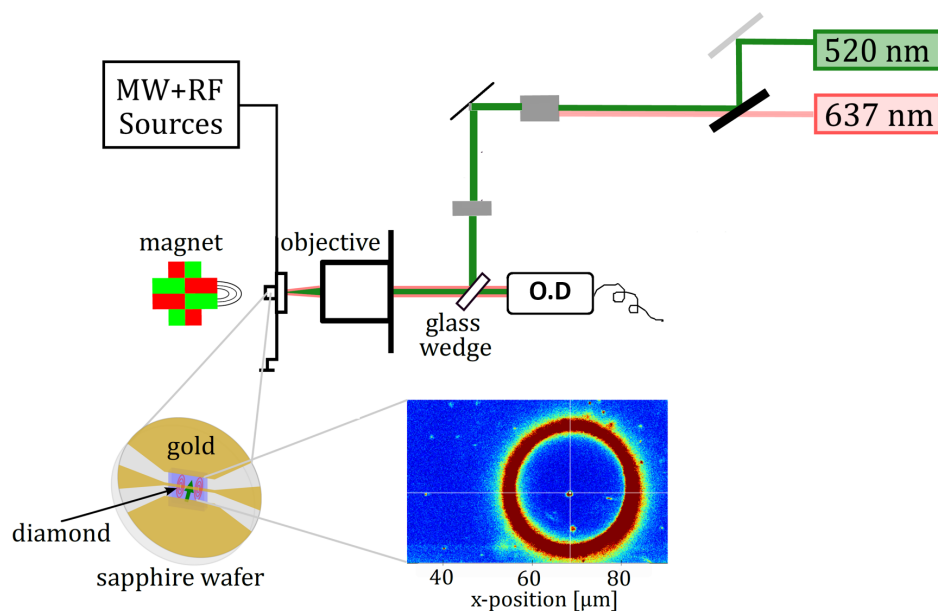 520 nm
MW+RF
Sources
637 nm
magnet
objective
O.D
glass
wedge
gold
diamond
sapphire wafer
40 60 80
x-position [μm]